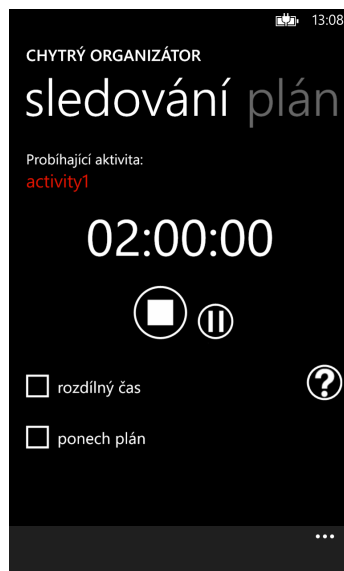 13:08
CHYTRÝ ORGANIZÁTOR
sledování plán
Probíhající aktivita:
activity1
02:00:00
?
rozdílný čas
ponech plán
...